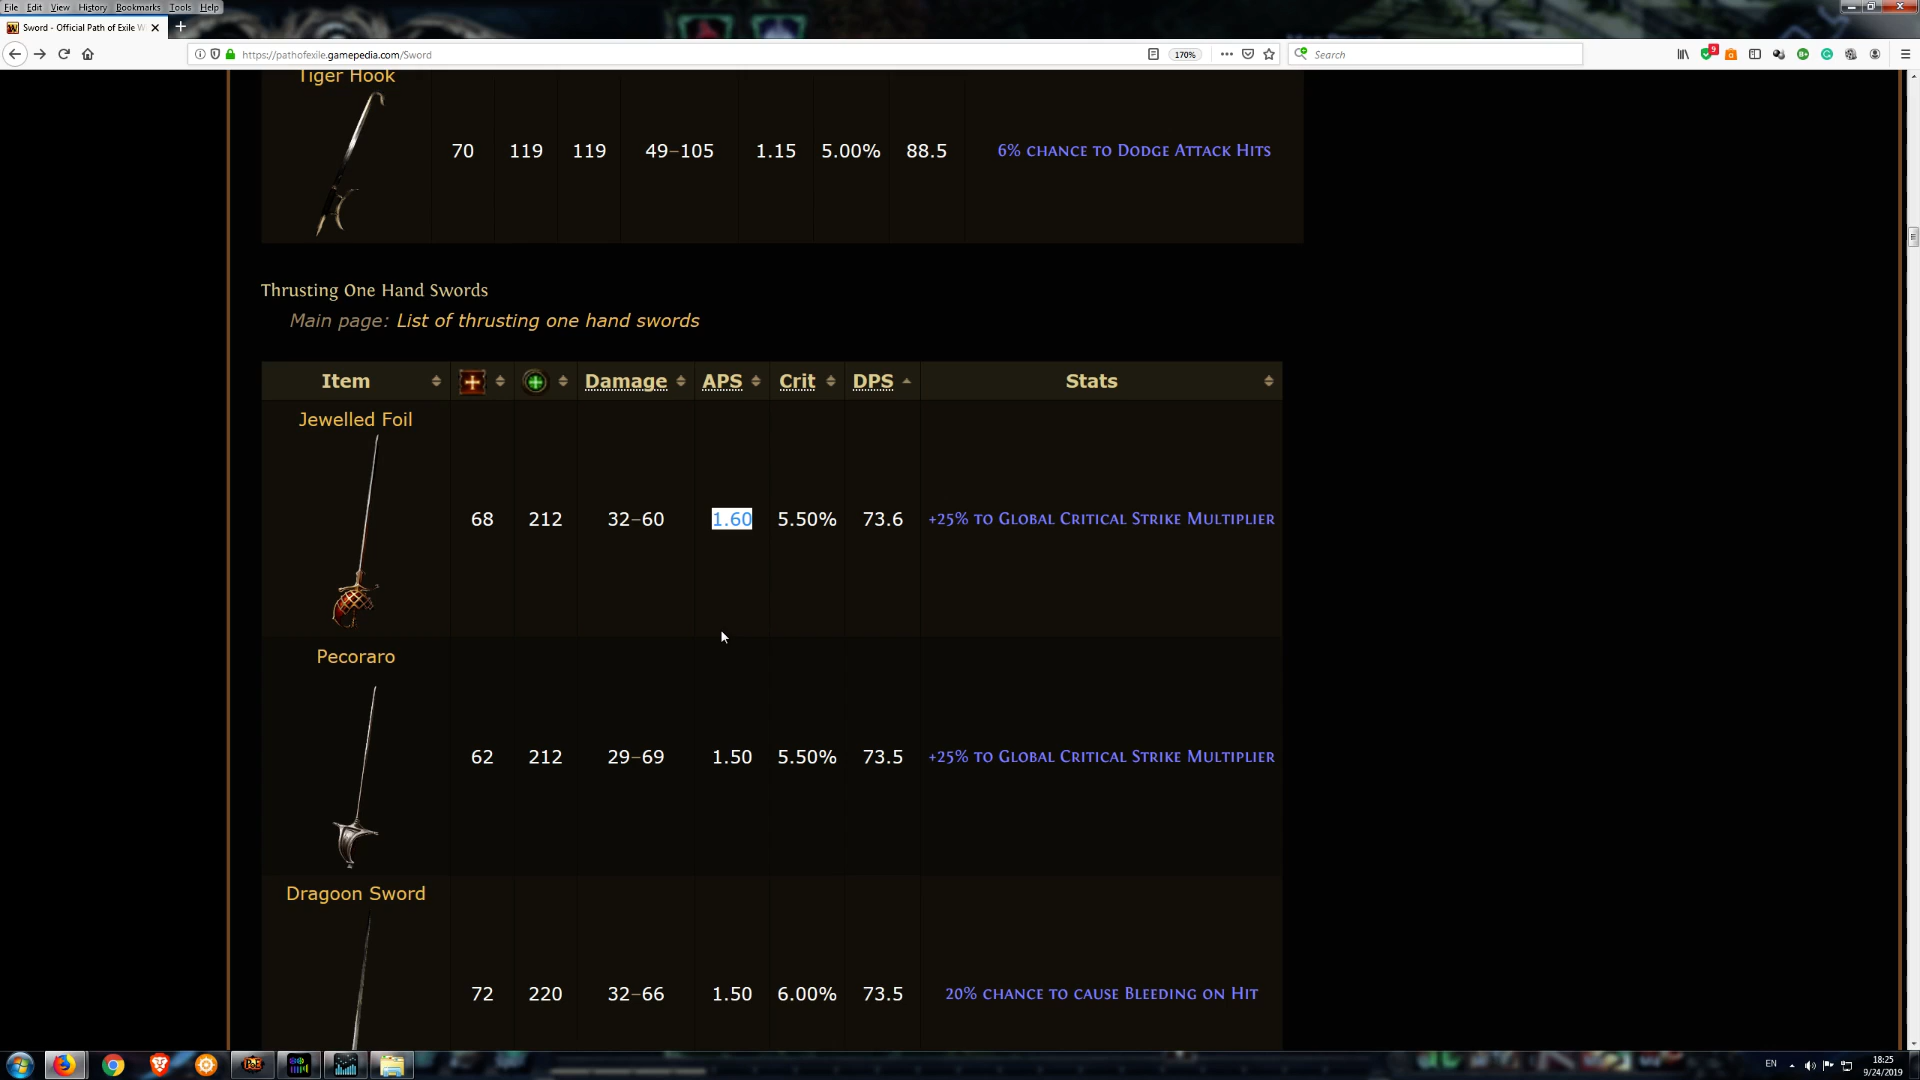 File Edit View History Bookmarks Tools Help
Sword - Official Path of Exile W
https://pathofexile.gamepedia.com/Sword
170%
Search
9
Tiger Hook
70 119 119 49–105 1.15 5.00% 88.5 6% chance to Dodge Attack Hits
Thrusting One Hand Swords
Main page: List of thrusting one hand swords
Item Damage APS Crit DPS Stats
Jewelled Foil
68 212 32–60 1.60 5.50% 73.6 +25% to Global Critical Strike Multiplier
Pecoraro
62 212 29–69 1.50 5.50% 73.5 +25% to Global Critical Strike Multiplier
Dragoon Sword
72 220 32–66 1.50 6.00% 73.5 20% chance to cause Bleeding on Hit
EN
18:25
9/24/2019